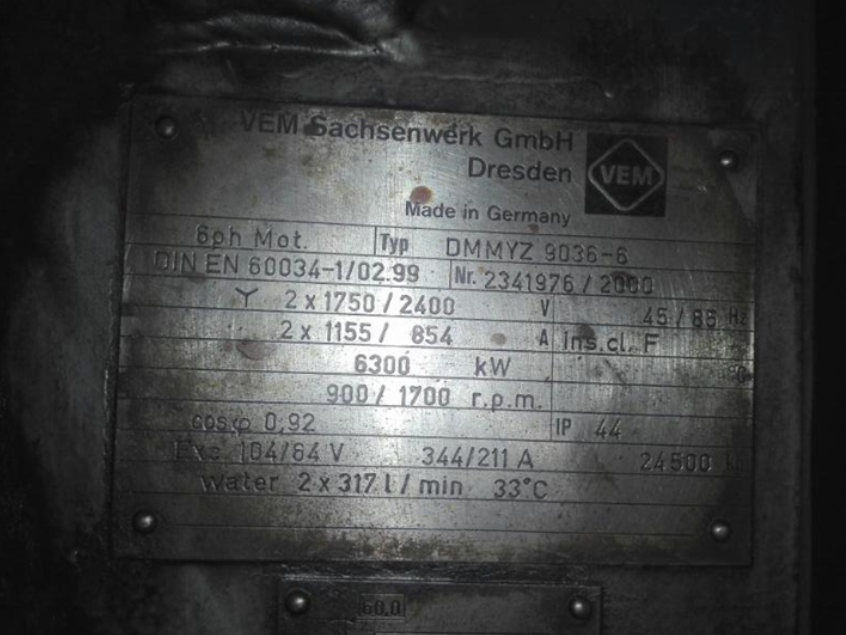 VEM Sachsenwerk GmbH
Dresden
VEM
Made in Germany
6ph Mot. Typ DMMYZ 9036-6
DIN EN 60034-1/02.99 Nr. 2341976 / 2000
Y 2 x 1750 / 2400 V 45 / 85 Hz
2 x 1155 / 854 A ins.cl. F
6300 kW
900 / 1700 r.p.m.
cosφ 0,92 IP 44
Exc 104/64 V 344/211 A 24500
Water 2 x 317 l / min 33°C
60.0